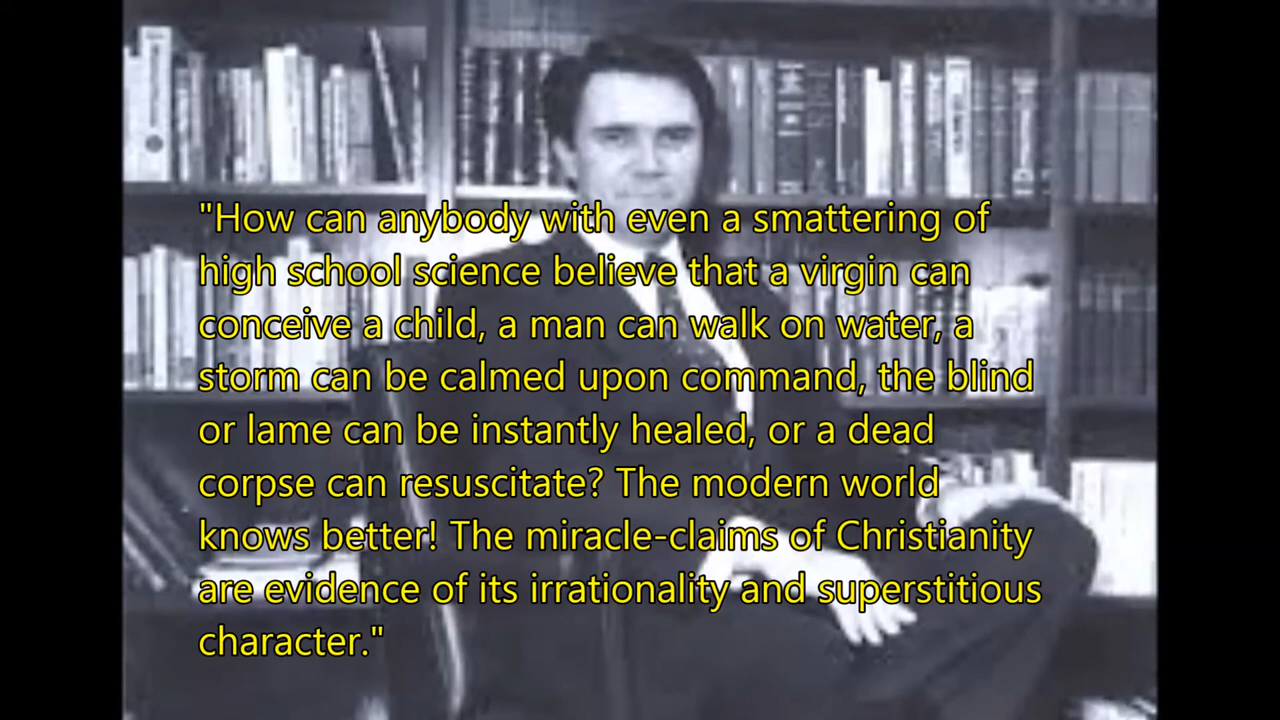 "How can anybody with even a smattering of
high school science believe that a virgin can
conceive a child, a man can walk on water, a
storm can be calmed upon command, the blind
or lame can be instantly healed, or a dead
corpse can resuscitate? The modern world
knows better! The miracle-claims of Christianity
are evidence of its irrationality and superstitious
character."